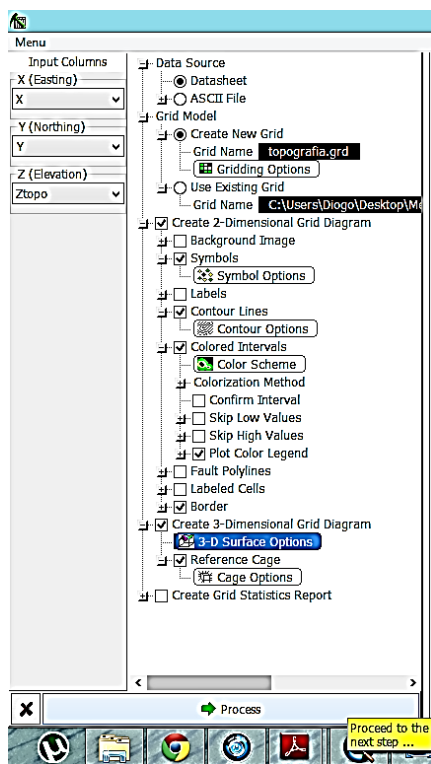 Menu
Input Columns
X {Easting}
X
Y {Northing}
Y
Z {Elevation}
Ztopo
Data Source
Datasheet
ASCII File
Grid Model
Create New Grid
Grid Name topografia.grd
Gridding Options
Use Existing Grid
Grid Name C:\Users\Diogo\Desktop\Me
Create 2-Dimensional Grid Diagram
Background Image
Symbols
Symbol Options
Labels
Contour Lines
Contour Options
Colored Intervals
Color Scheme
Colorization Method
Confirm Interval
Skip Low Values
Skip High Values
Plot Color Legend
Fault Polylines
Labeled Cells
Border
Create 3-Dimensional Grid Diagram
3-D Surface Options
Reference Cage
Cage Options
Create Grid Statistics Report
Process
Proceed to the
next step ...